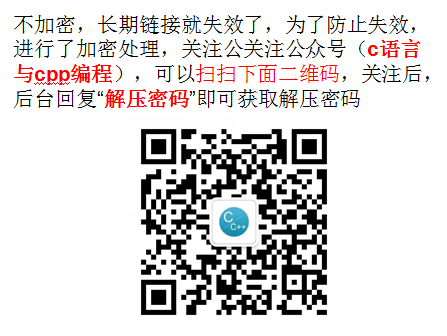 不加密，长期链接就失效了，为了防止失效，
进行了加密处理，关注公关注公众号（c语言
与cpp编程），可以扫扫下面二维码，关注后，
后台回复“解压密码”即可获取解压密码
C
C++